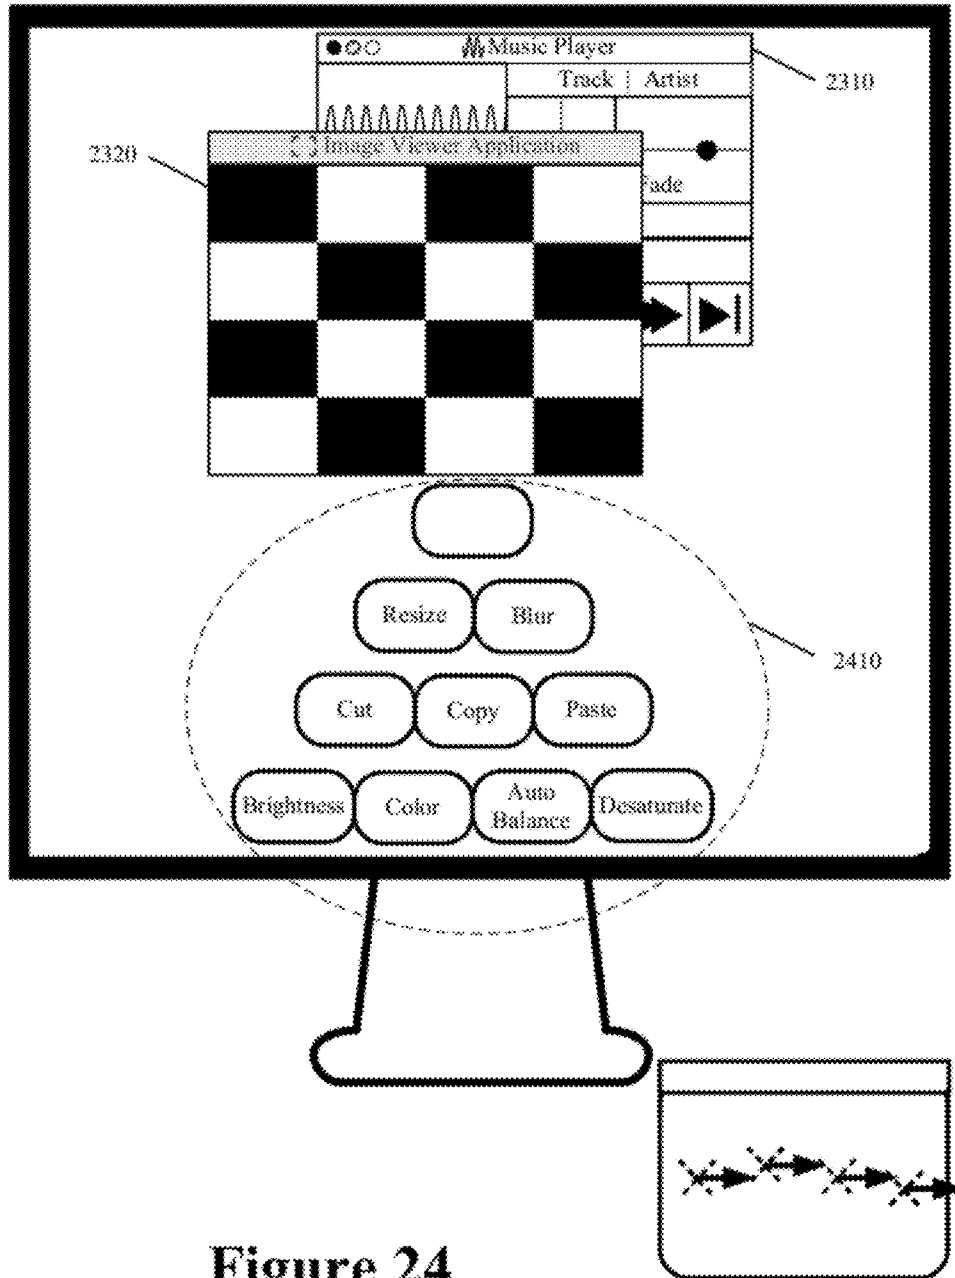 Music Player
Track | Artist
2310
2320
Image Viewer Application
Fade
Resize
Blur
2410
Cut
Copy
Paste
Brightness
Color
Auto
Balance
Desaturate
Figure 24